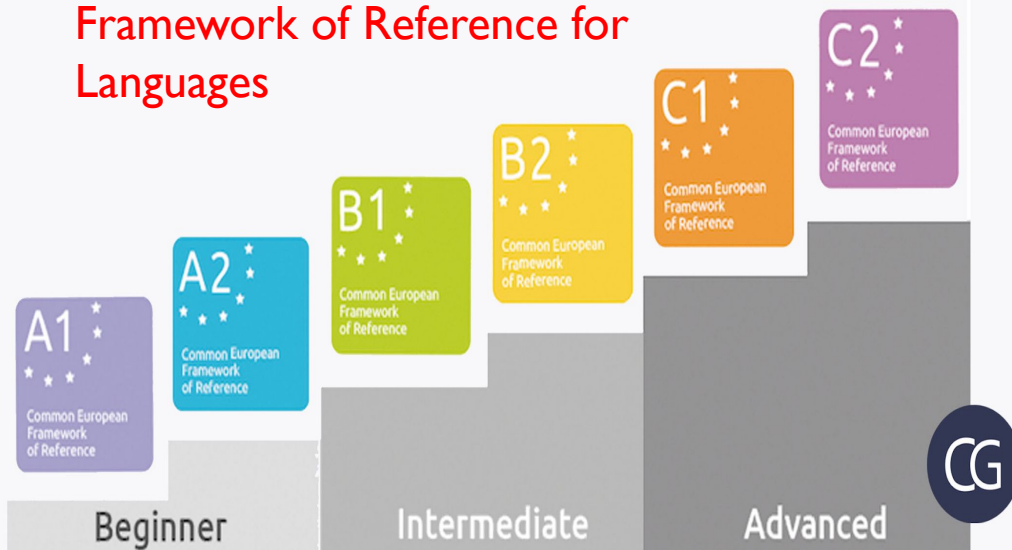 Framework of Reference for
Languages
C2
Common European
Framework
of Reference
C1
Common European
Framework
of Reference
B2
Common European
Framework
of Reference
B1
Common European
Framework
of Reference
A2
Common European
Framework
of Reference
A1
Common European
Framework
of Reference
CG
Beginner
Intermediate
Advanced